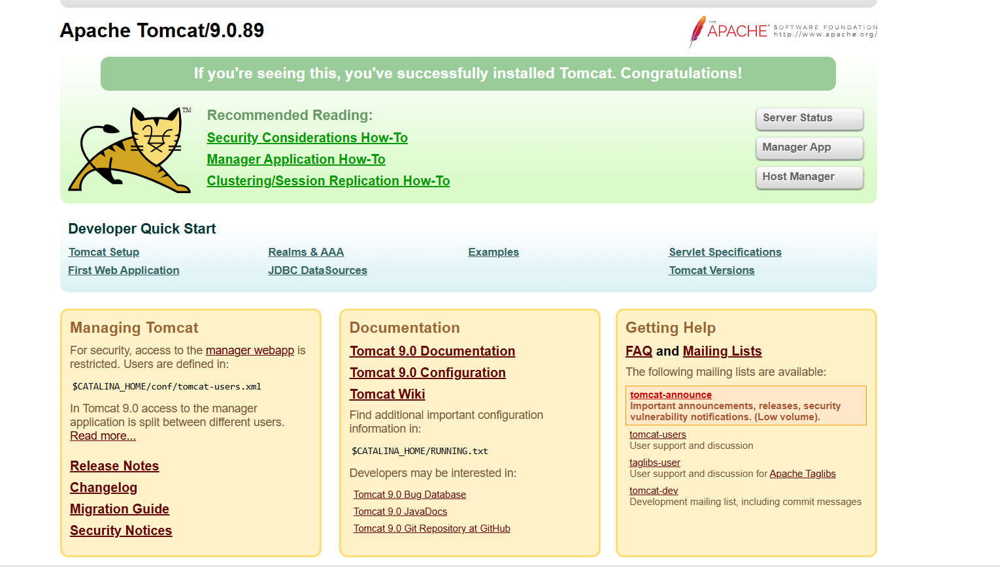 Apache Tomcat/9.0.89
THE
APACHE
SOFTWARE FOUNDATION
http://www.apache.org/
If you're seeing this, you've successfully installed Tomcat. Congratulations!
TM
Recommended Reading:
Security Considerations How-To
Manager Application How-To
Clustering/Session Replication How-To
Server Status
Manager App
Host Manager
Developer Quick Start
Tomcat Setup
First Web Application
Realms & AAA
JDBC DataSources
Examples
Servlet Specifications
Tomcat Versions
Managing Tomcat
For security, access to the manager webapp is
restricted. Users are defined in:
$CATALINA_HOME/conf/tomcat-users.xml
In Tomcat 9.0 access to the manager
application is split between different users.
Read more...
Release Notes
Changelog
Migration Guide
Security Notices
Documentation
Tomcat 9.0 Documentation
Tomcat 9.0 Configuration
Tomcat Wiki
Find additional important configuration
information in:
$CATALINA_HOME/RUNNING.txt
Developers may be interested in:
Tomcat 9.0 Bug Database
Tomcat 9.0 JavaDocs
Tomcat 9.0 Git Repository at GitHub
Getting Help
FAQ and Mailing Lists
The following mailing lists are available:
tomcat-announce
Important announcements, releases, security
vulnerability notifications. (Low volume).
tomcat-users
User support and discussion
taglibs-user
User support and discussion for Apache Taglibs
tomcat-dev
Development mailing list, including commit messages